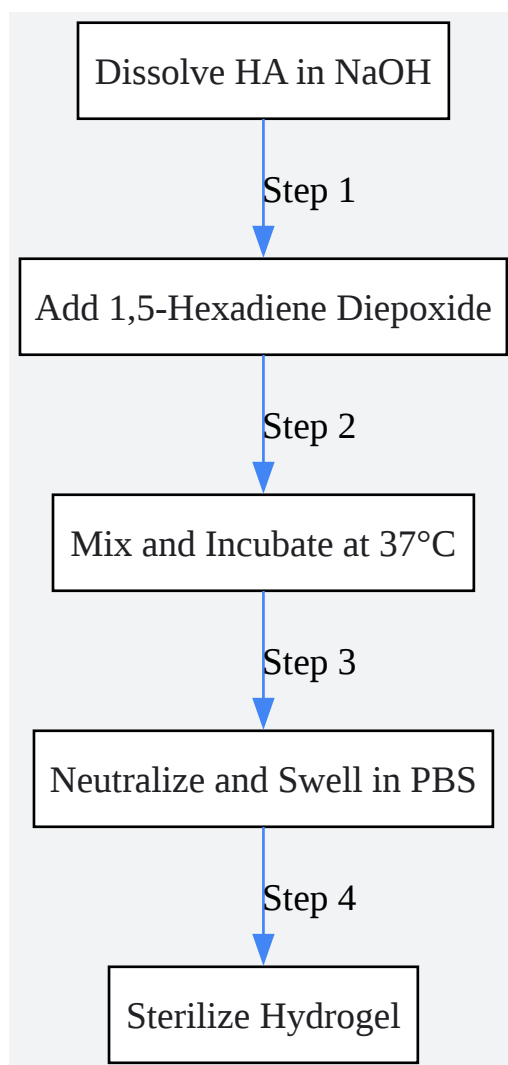 Dissolve HA in NaOH
Step 1
Add 1,5-Hexadiene Diepoxide
Step 2
Mix and Incubate at 37°C
Step 3
Neutralize and Swell in PBS
Step 4
Sterilize Hydrogel